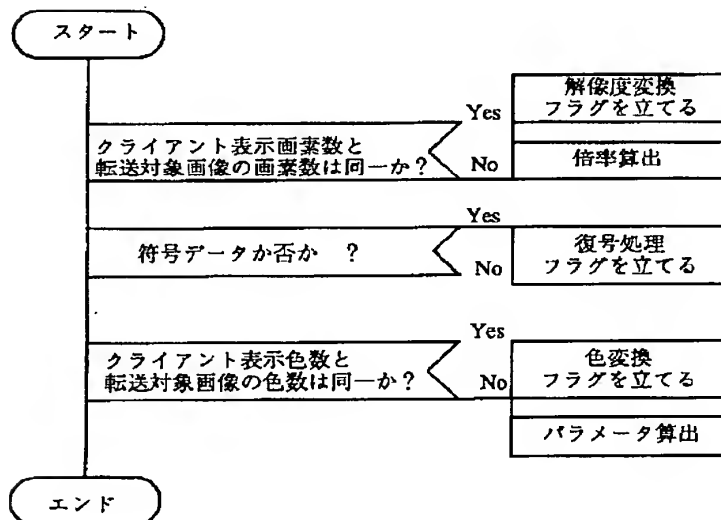 スタート
Yes
解像度変換
フラグを立てる
クライアント表示画素数と
転送対象画像の画素数は同一か？
No
倍率算出
Yes
符号データか否か ？
No
復号処理
フラグを立てる
Yes
クライアント表示色数と
転送対象画像の色数は同一か？
No
色変換
フラグを立てる
パラメータ算出
エンド